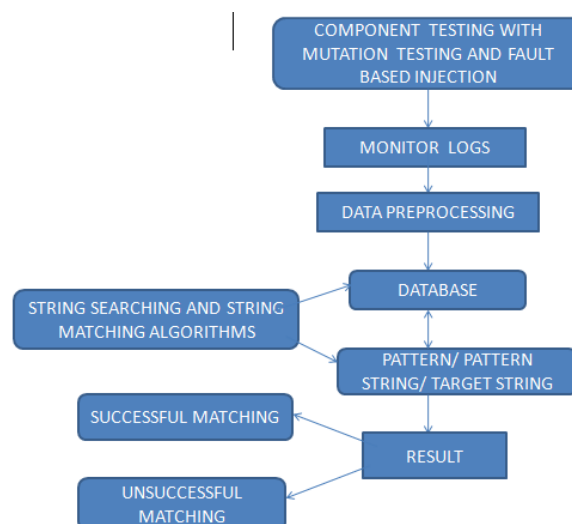 COMPONENT TESTING WITH
MUTATION TESTING AND FAULT
BASED INJECTION
MONITOR LOGS
DATA PREPROCESSING
DATABASE
STRING SEARCHING AND STRING
MATCHING ALGORITHMS
PATTERN/ PATTERN
STRING/ TARGET STRING
SUCCESSFUL MATCHING
RESULT
UNSUCCESSFUL
MATCHING